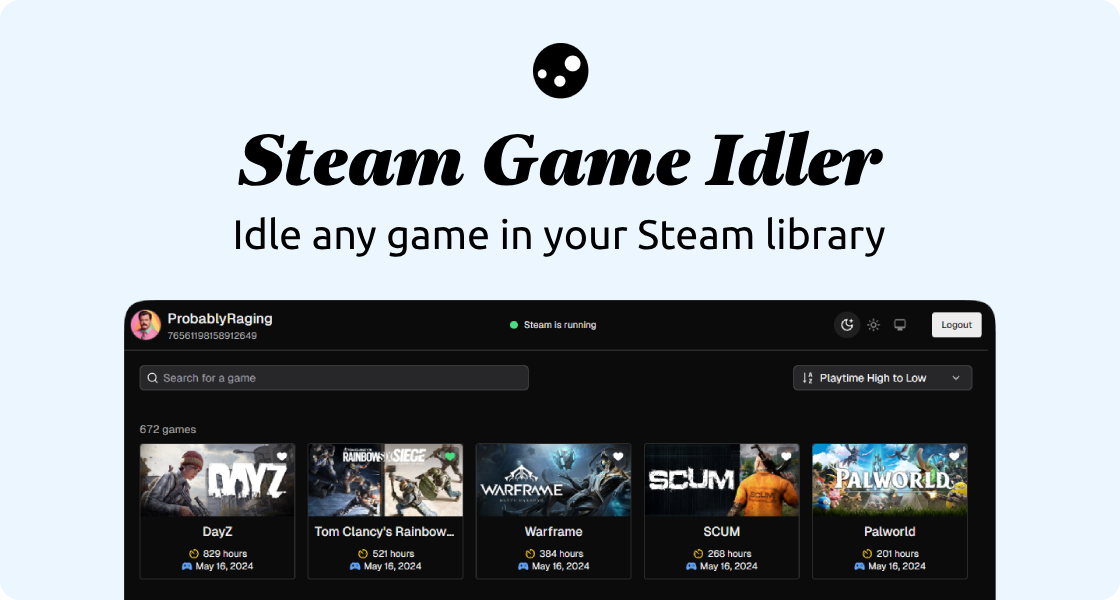 Steam Game Idler
Idle any game in your Steam library
ProbablyRaging
76561198158912649
Steam is running
Logout
Search for a game
Playtime High to Low
672 games
DAYZ
RAINBOW SIX SIEGE
WARFRAME
SCUM
PALWORLD
DayZ
Tom Clancy's Rainbow...
Warframe
SCUM
Palworld
829 hours
521 hours
384 hours
268 hours
201 hours
May 16, 2024
May 16, 2024
May 16, 2024
May 16, 2024
May 16, 2024